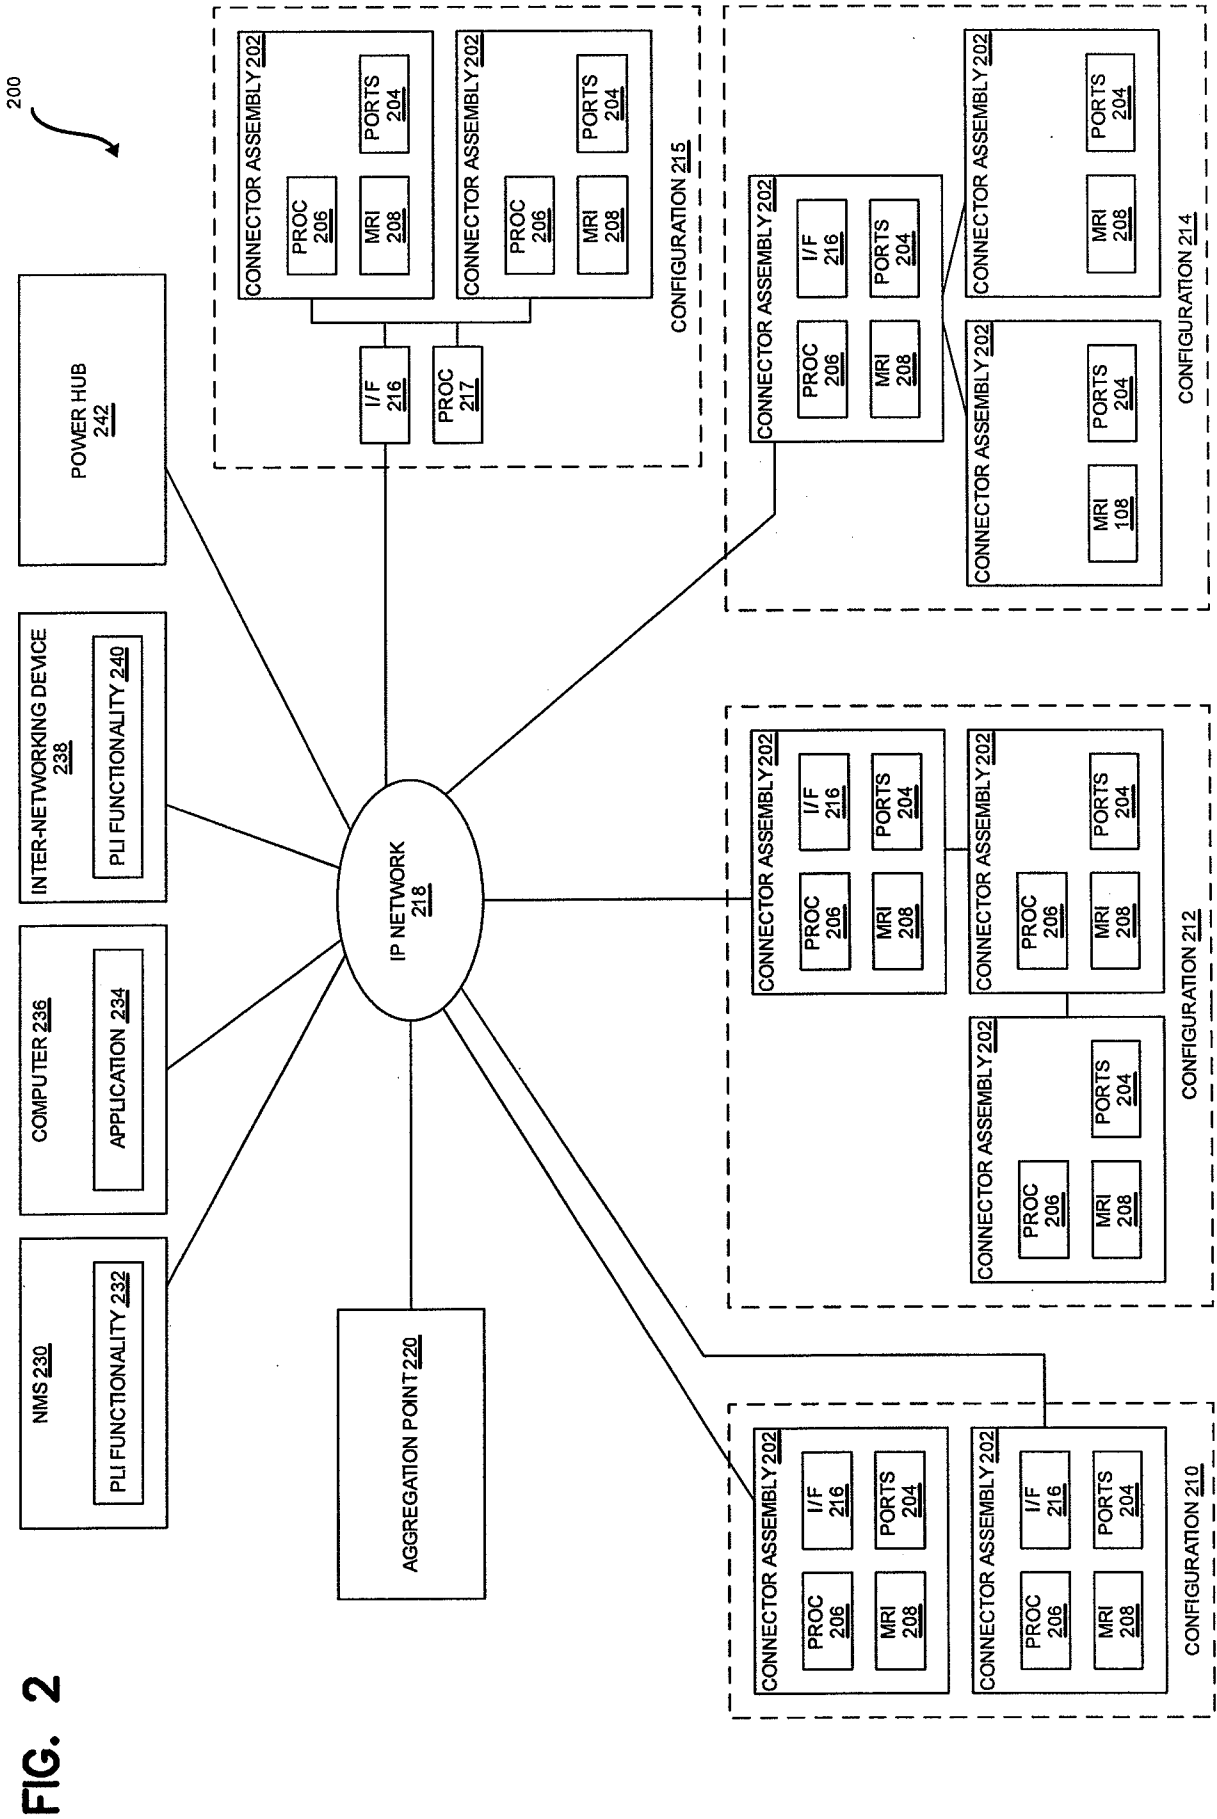 FIG. 2
200
NMS 230
PLI FUNCTIONALITY 232
COMPUTER 236
APPLICATION 234
INTER-NETWORKING DEVICE
238
PLI FUNCTIONALITY 240
POWER HUB
242
AGGREGATION POINT 220
IP NETWORK
218
CONNECTOR ASSEMBLY 202
PROC
206
MRI
208
PORTS
204
CONNECTOR ASSEMBLY 202
PROC
206
MRI
208
PORTS
204
I/F
216
PROC
217
CONFIGURATION 215
CONNECTOR ASSEMBLY 202
PROC
206
I/F
216
MRI
208
PORTS
204
CONNECTOR ASSEMBLY 202
PROC
206
I/F
216
MRI
208
PORTS
204
CONFIGURATION 210
CONNECTOR ASSEMBLY 202
PROC
206
I/F
216
MRI
208
PORTS
204
CONNECTOR ASSEMBLY 202
PROC
206
MRI
208
PORTS
204
CONNECTOR ASSEMBLY 202
PROC
206
MRI
208
PORTS
204
CONFIGURATION 212
CONNECTOR ASSEMBLY 202
PROC
206
I/F
216
MRI
208
PORTS
204
CONNECTOR ASSEMBLY 202
MRI
108
PORTS
204
CONNECTOR ASSEMBLY 202
MRI
208
PORTS
204
CONFIGURATION 214